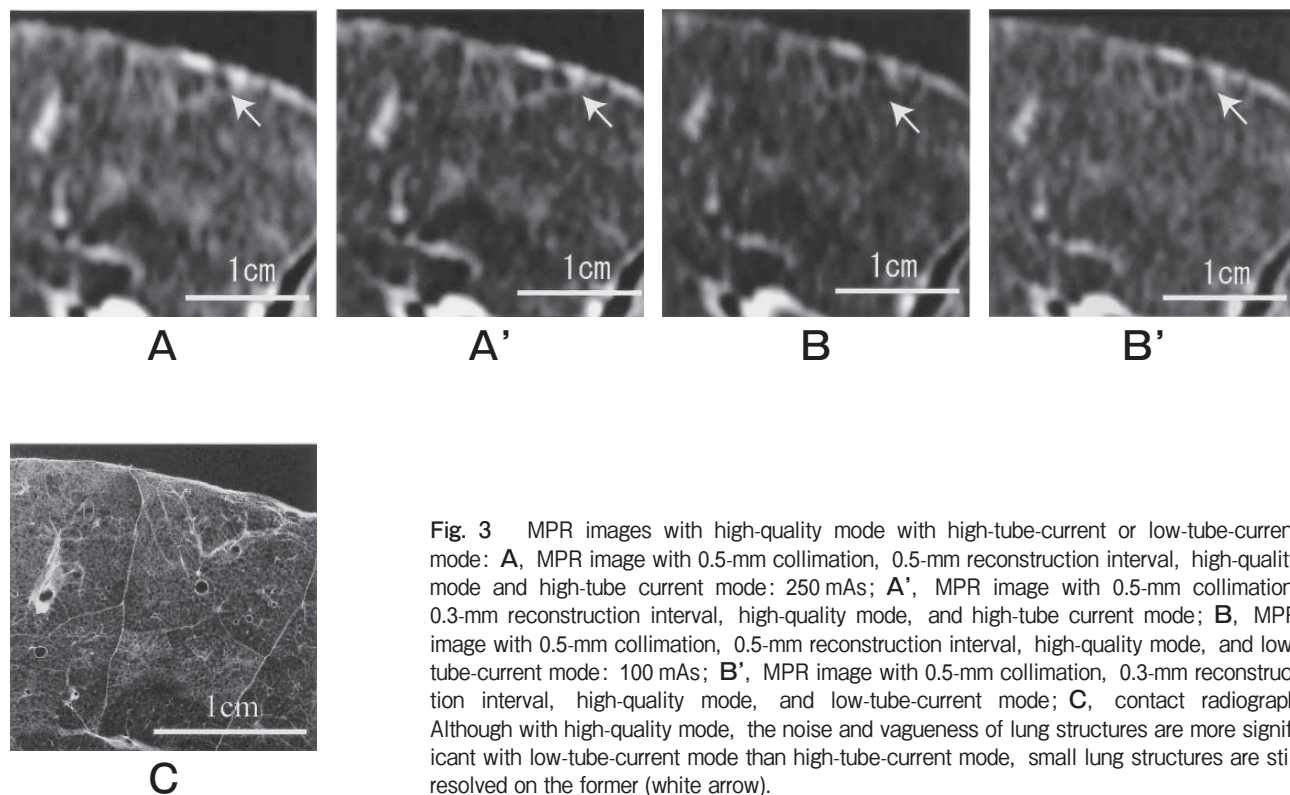 1cm
1cm
1cm
1cm
A
A’
B
B’
1cm
C
Fig. 3 MPR images with high-quality mode with high-tube-current or low-tube-curren
mode: A, MPR image with 0.5-mm collimation, 0.5-mm reconstruction interval, high-qualit
mode and high-tube current mode: 250 mAs; A’, MPR image with 0.5-mm collimation
0.3-mm reconstruction interval, high-quality mode, and high-tube current mode; B, MP
image with 0.5-mm collimation, 0.5-mm reconstruction interval, high-quality mode, and low
tube-current mode: 100 mAs; B’, MPR image with 0.5-mm collimation, 0.3-mm reconstruc
tion interval, high-quality mode, and low-tube-current mode; C, contact radiograph
Although with high-quality mode, the noise and vagueness of lung structures are more signif
icant with low-tube-current mode than high-tube-current mode, small lung structures are sti
resolved on the former (white arrow).